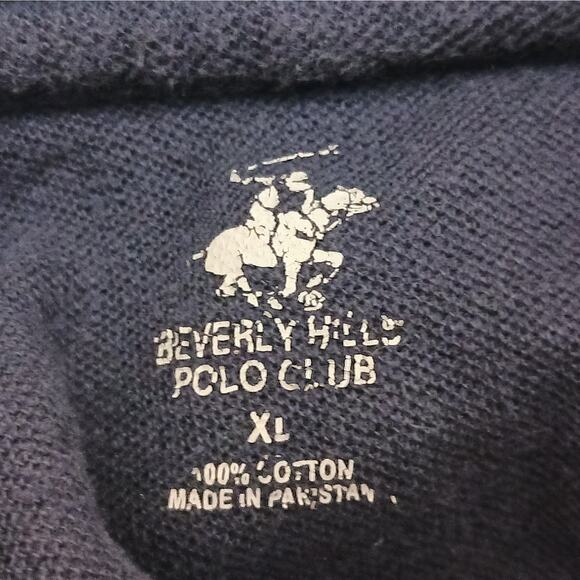 BEVERLY HILLS
POLO CLUB
XL
100% COTTON
MADE IN PAKISTAN